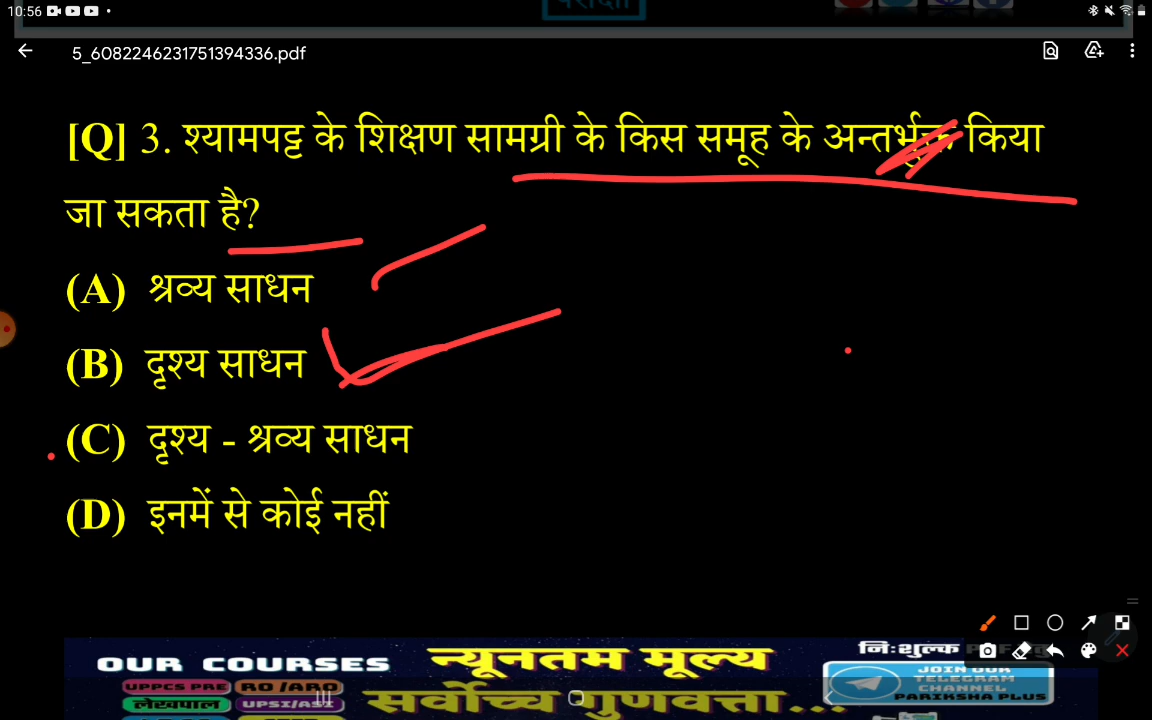 10:56
परीक्षा
5_6082246231751394336.pdf
[Q] 3. श्यामपट्ट के शिक्षण सामग्री के किस समूह के अन्तर्भुक्त किया
जा सकता है?
(A) श्रव्य साधन
(B) दृश्य साधन
(C) दृश्य - श्रव्य साधन
(D) इनमें से कोई नहीं
OUR COURSES
न्यूनतम मूल्य
निःशुल्क
UPPCS PRE RO /ARO
सर्वोच्च गुणवत्ता...
JOIN OUR
TELEGRAM
CHANNEL
PARIKSHA PLUS
लेखपाल UPSI/ASI